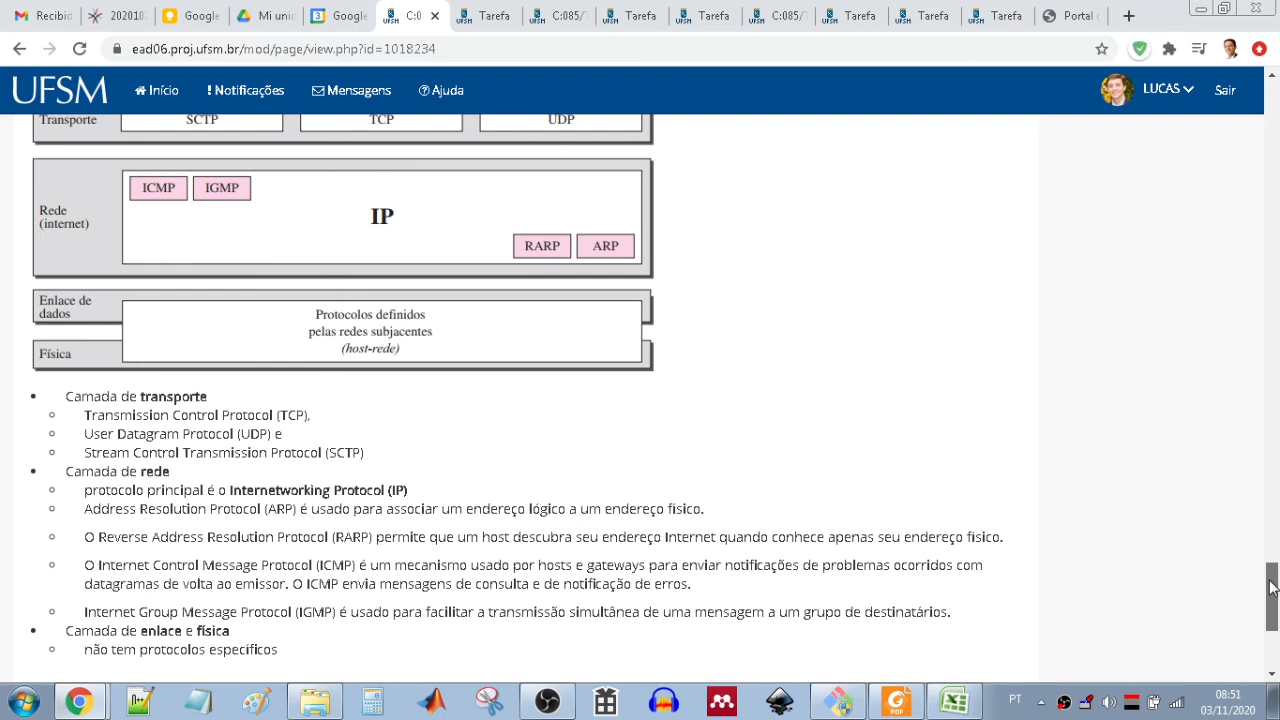 Recibid
201820
Google
Mi unid
Google
C:0
Tarefa
C:085/
Tarefa
Tarefa
C:085/
Tarefa
Tarefa
Tarefa
Portal
ead06.proj.ufsm.br/mod/page/view.php?id=1018234
UFSM
Início
! Notificações
Mensagens
Ajuda
LUCAS
Sair
Transporte
SCTP
TCP
UDP
ICMP
IGMP
Rede
(internet)
IP
RARP
ARP
Enlace de
dados
Protocolos definidos
pelas redes subjacentes
(host-rede)
Física
• Camada de transporte
Transmission Control Protocol (TCP),
User Datagram Protocol (UDP) e
Stream Control Transmission Protocol (SCTP)
• Camada de rede
protocolo principal é o Internetworking Protocol (IP)
Address Resolution Protocol (ARP) é usado para associar um endereço lógico a um endereço físico.
O Reverse Address Resolution Protocol (RARP) permite que um host descubra seu endereço Internet quando conhece apenas seu endereço físico.
O Internet Control Message Protocol (ICMP) é um mecanismo usado por hosts e gateways para enviar notificações de problemas ocorridos com
datagramas de volta ao emissor. O ICMP envia mensagens de consulta e de notificação de erros.
Internet Group Message Protocol (IGMP) é usado para facilitar a transmissão simultânea de uma mensagem a um grupo de destinatários.
• Camada de enlace e física
não tem protocolos específicos
PDF
PT
08:51
03/11/2020